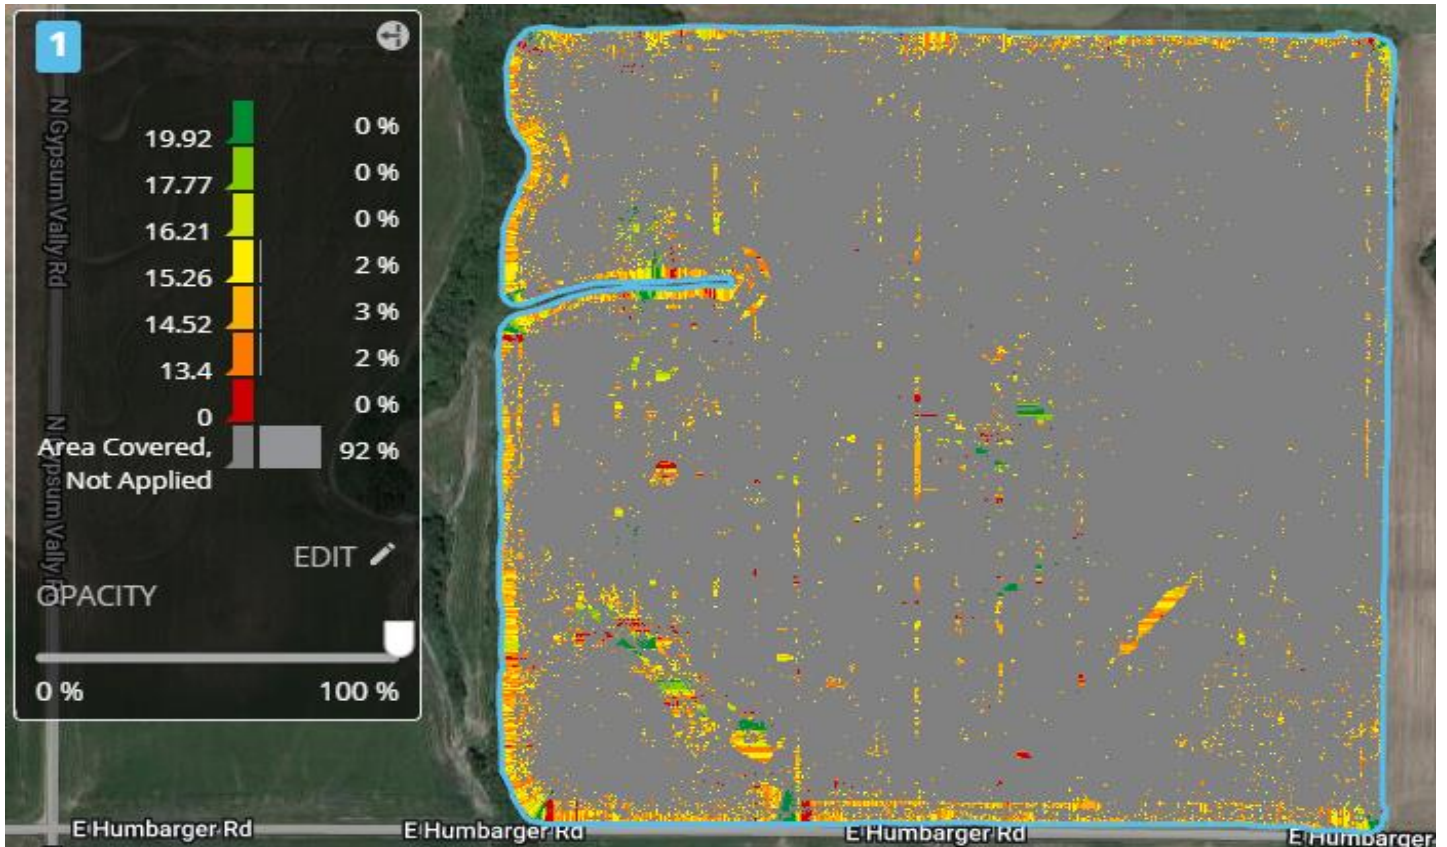 1
19.92 0 %
17.77 0 %
16.21 0 %
15.26 2 %
14.52 3 %
13.4 2 %
0 0 %
Area Covered,
Not Applied 92 %
EDIT
OPACITY
0 % 100 %
N Gypsum Vally Rd
N Gypsum Vally R
E Humbarger Rd E Humbarger Rd E Humbarger Rd E Humbarger